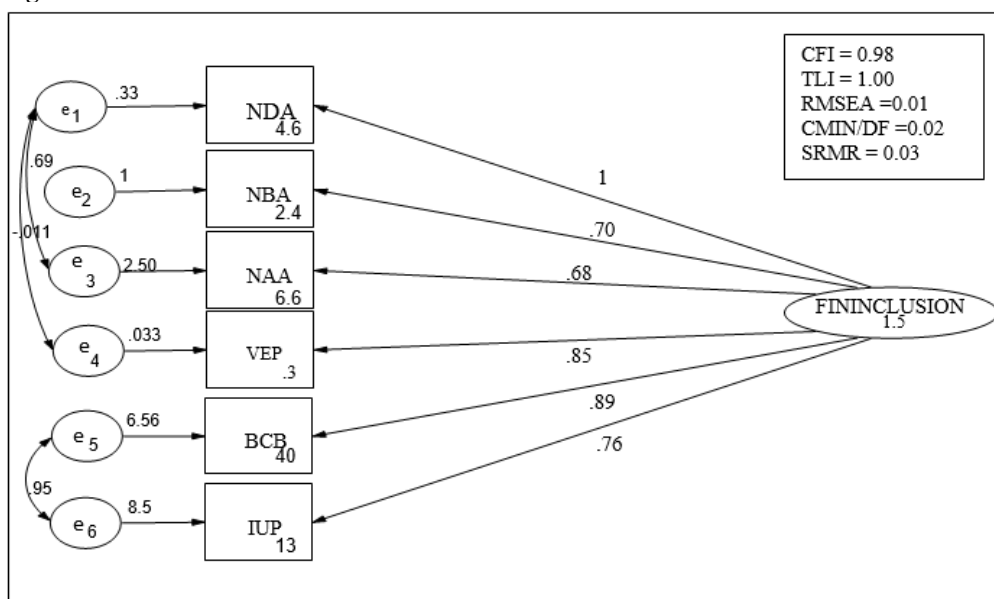 CFI = 0.98
TLI = 1.00
RMSEA =0.01
CMIN/DF =0.02
SRMR = 0.03
e1
.33
NDA
4.6
1
.69
e2
1
NBA
2.4
.70
-.011
e3
2.50
NAA
6.6
.68
FININCLUSION
1.5
e4
.033
VEP
.3
.85
e5
6.56
BCB
40
.89
.95
e6
8.5
IUP
13
.76